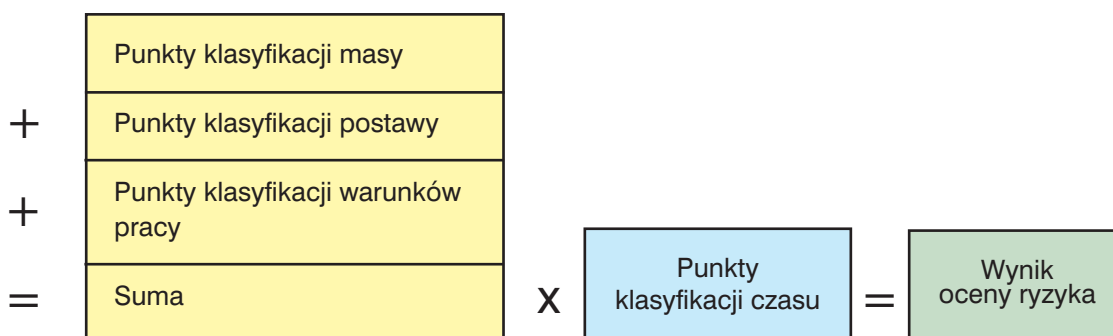 Punkty klasyfikacji masy
+ Punkty klasyfikacji postawy
+ Punkty klasyfikacji warunków
pracy
= Suma x Punkty
klasyfikacji czasu = Wynik
oceny ryzyka